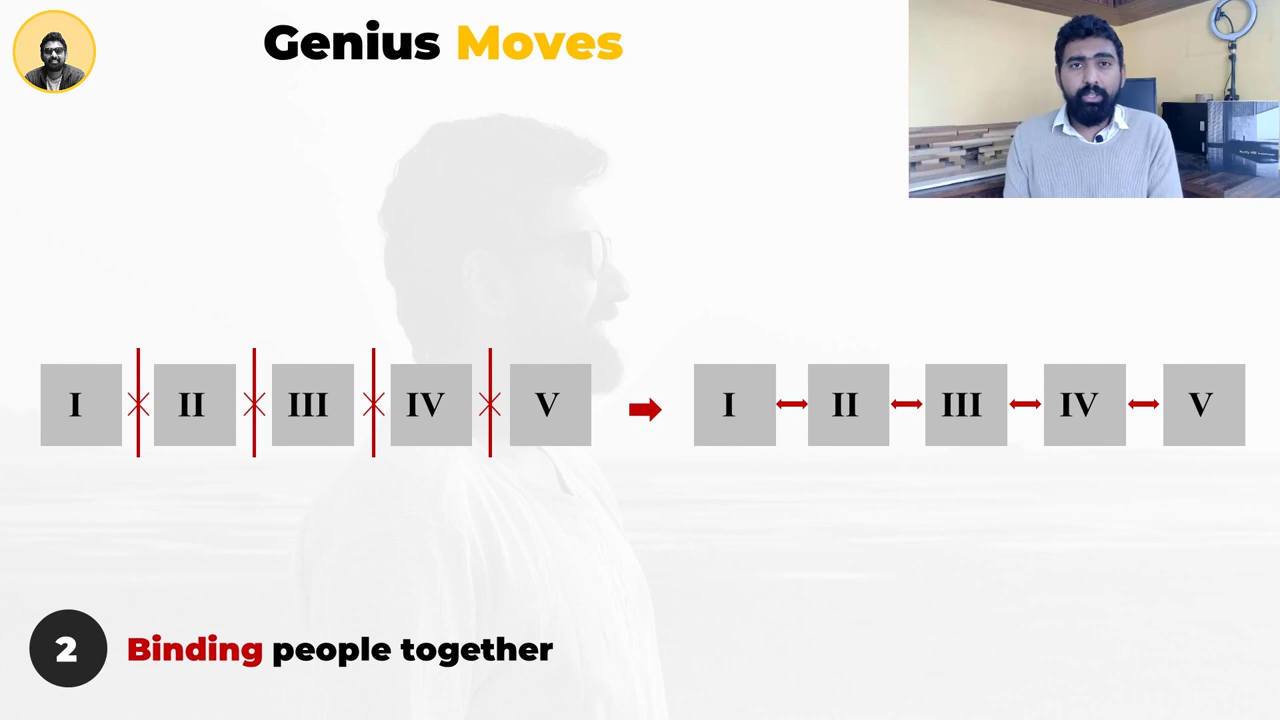 Genius Moves
I II III IV V I II III IV V
2 Binding people together